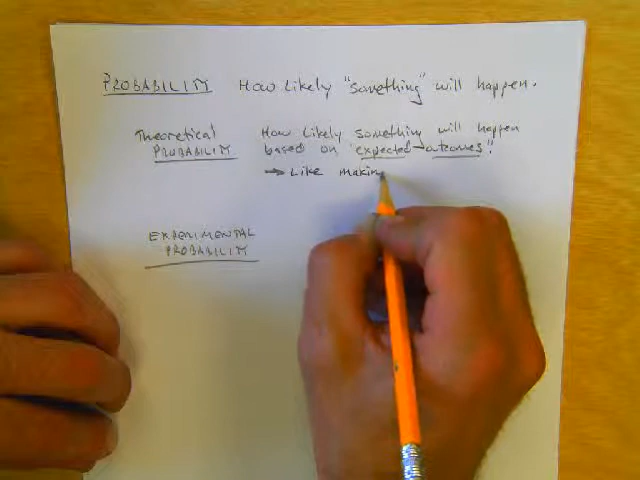 PROBABILITY How Likely "something" will happen.
Theoretical PROBABILITY How Likely something will happen
based on "expected outcomes".
→ Like making
EXPERIMENTAL
PROBABILITY